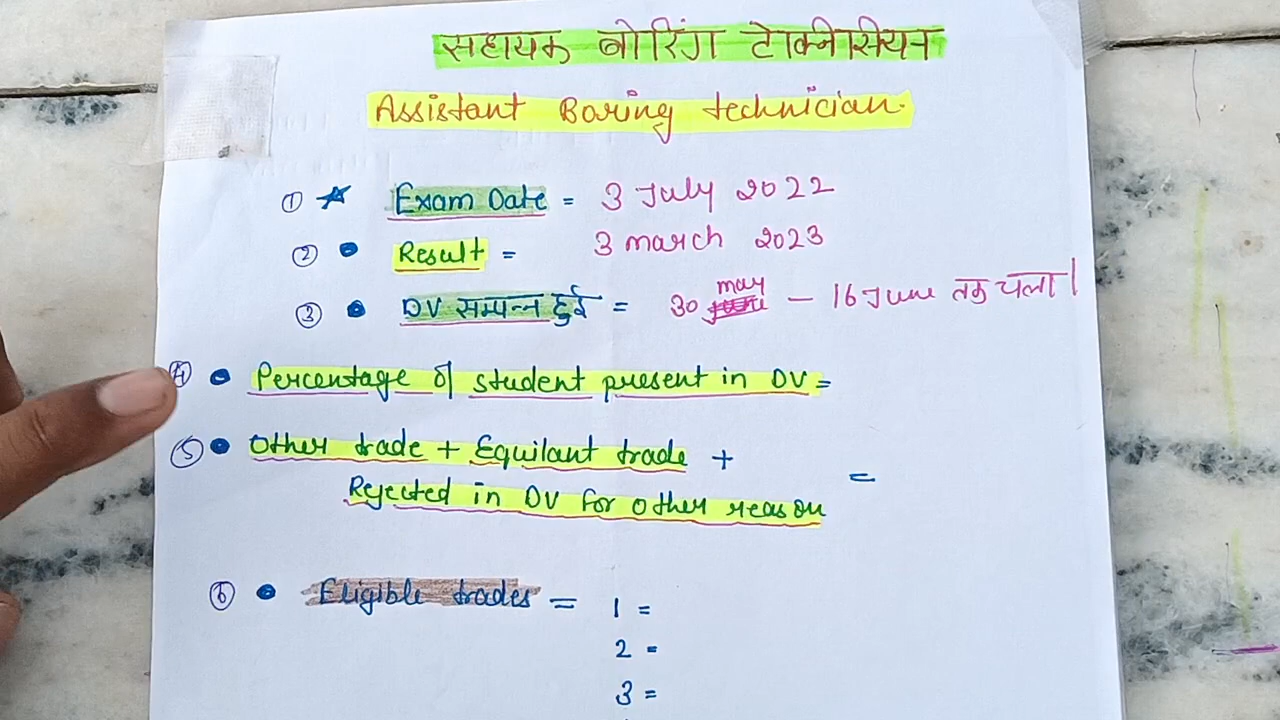 सहायक बोरिंग टेक्नीसियन
Assistant Boring technician.
① ★ Exam Date = 3 July 2022
② • Result = 3 march 2023
③ • DV सम्पन्न हुई = 30 may – 16 June तक चला।
④ • Percentage of student present in DV =
⑤ • Other trade + Equilant trade +
Rejected in DV for other reason =
⑥ • Eligible trades = 1 =
2 =
3 =